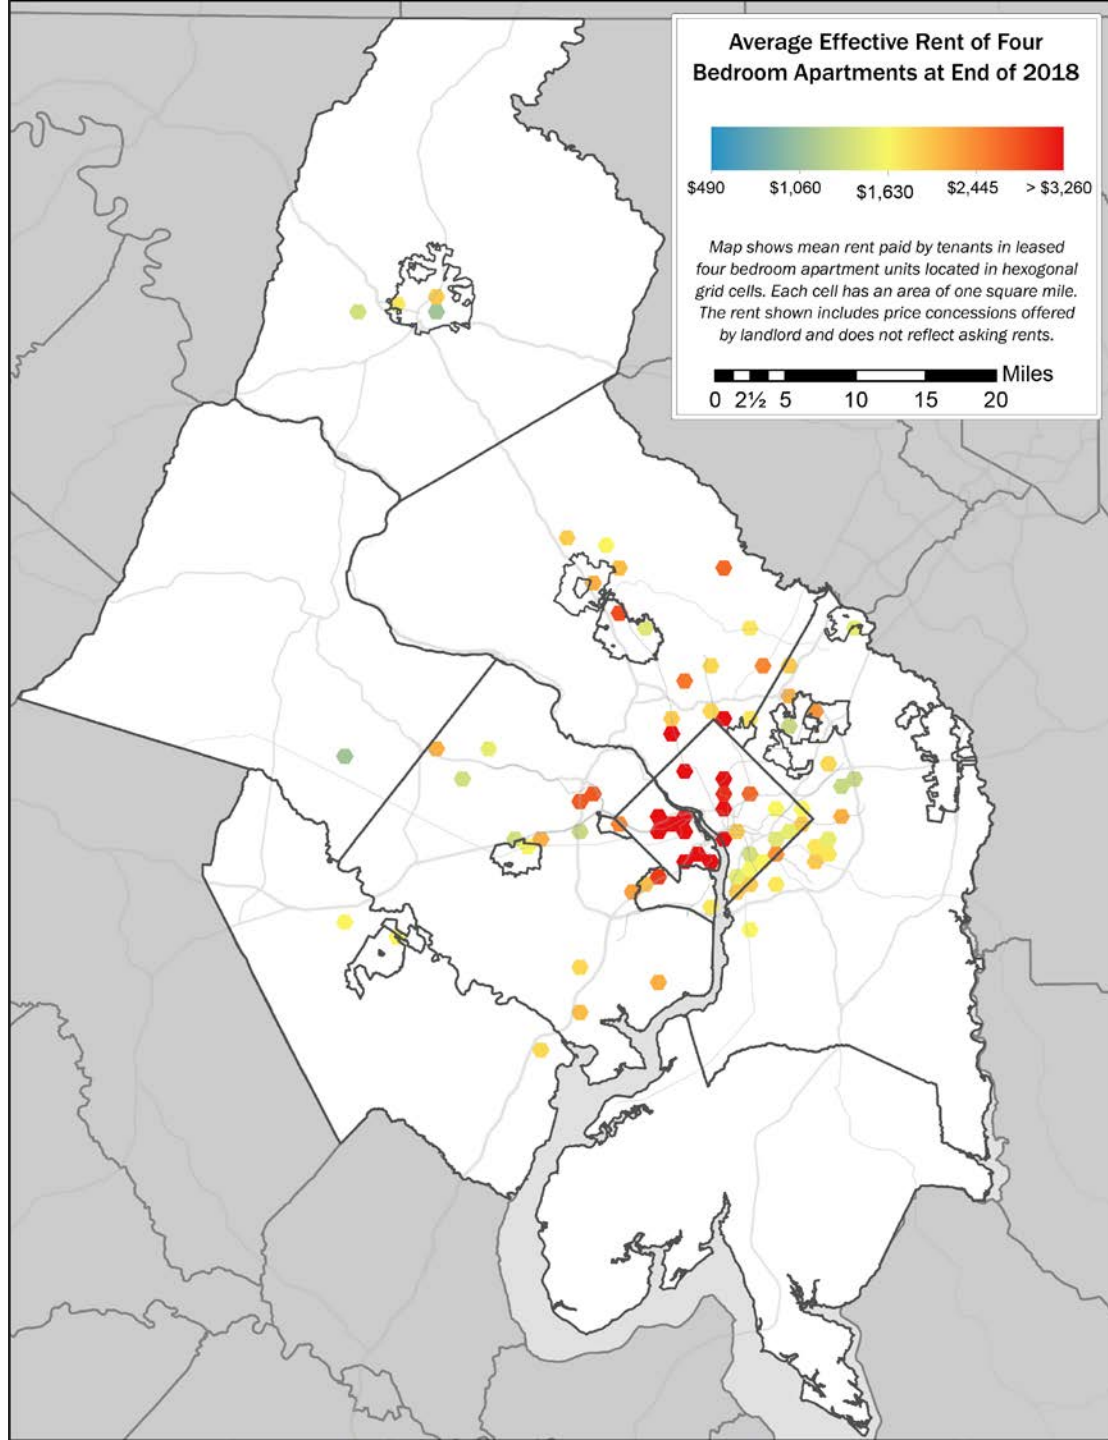 Average Effective Rent of Four
Bedroom Apartments at End of 2018
$490 $1,060 $1,630 $2,445 > $3,260
Map shows mean rent paid by tenants in leased
four bedroom apartment units located in hexogonal
grid cells. Each cell has an area of one square mile.
The rent shown includes price concessions offered
by landlord and does not reflect asking rents.
Miles
0 2½ 5 10 15 20